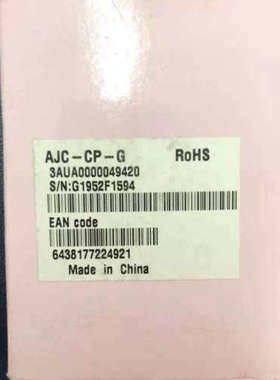 AJC-CP-G RoHS
3AUA0000049420
S/N:G1952F1594
EAN code
6438177224921
Made in China